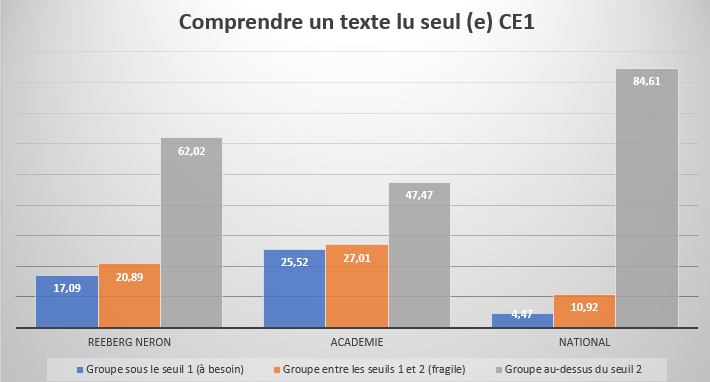 Comprendre un texte lu seul (e) CE1
84,61
62,02
47,47
25,52
27,01
17,09
20,89
4,47
10,92
REEBERG NERON
ACADEMIE
NATIONAL
Groupe sous le seuil 1 (à besoin)
Groupe entre les seuils 1 et 2 (fragile)
Groupe au-dessus du seuil 2